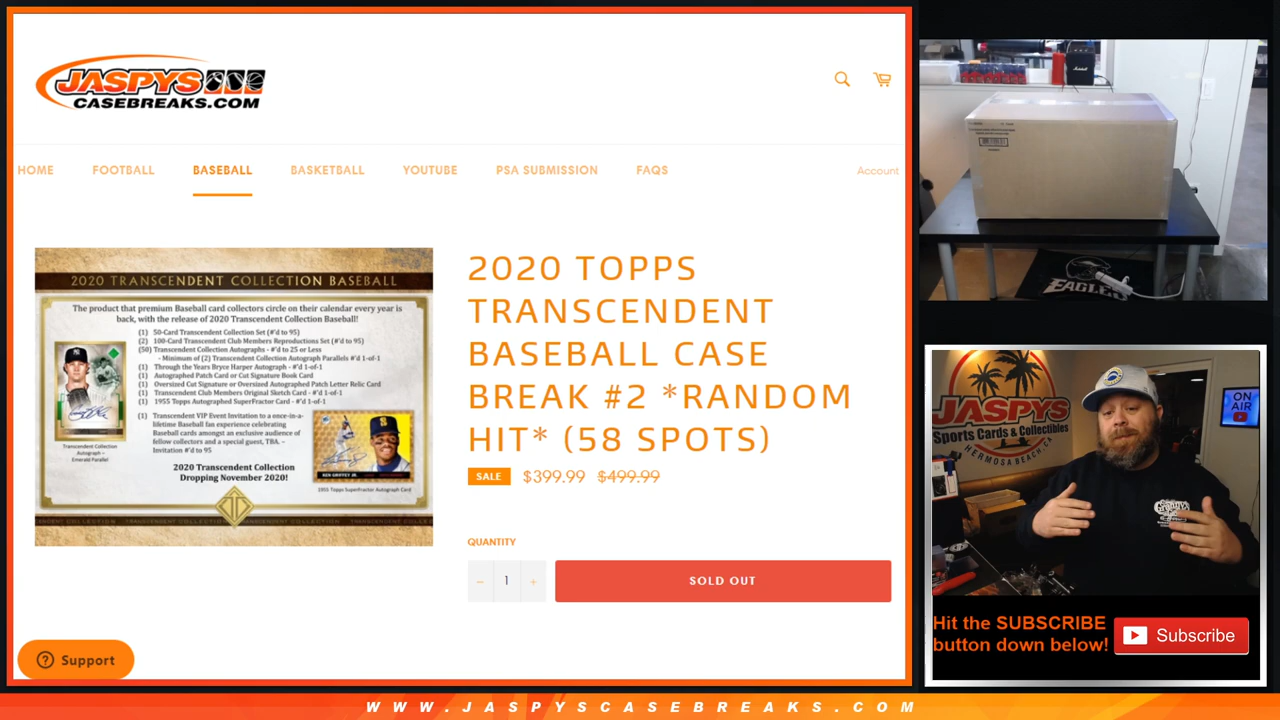 JASPYS
CASEBREAKS.COM
HOME FOOTBALL BASEBALL BASKETBALL YOUTUBE PSA SUBMISSION FAQS Account
2020 TRANSCENDENT COLLECTION BASEBALL
The product that premium Baseball card collectors circle on their calendar every year is
back, with the release of 2020 Transcendent Collection Baseball!
(1) 50-Card Transcendent Collection Set (#'d to 95)
(2) 100-Card Transcendent Club Members Reproductions Set (#'d to 95)
(50) Transcendent Collection Autographs - #'d to 25 or Less
- Minimum of (2) Transcendent Collection Autograph Parallels #'d 1-of-1
(1) Through the Years Bryce Harper Autograph - #'d 1-of-1
(1) Autographed Patch Card or Cut Signature Book Card
(1) Oversized Cut Signature or Oversized Autographed Patch Letter Relic Card
(1) Transcendent Club Members Original Sketch Card - #'d 1-of-1
(1) 1955 Topps Autographed SuperFractor Card - #'d 1-of-1
(1) Transcendent VIP Event Invitation to a once-in-a-
lifetime Baseball fan experience celebrating
Baseball cards amongst an exclusive audience of
fellow collectors and a special guest, TBA. –
Invitation #'d to 95
2020 Transcendent Collection
Dropping November 2020!
Transcendent Collection
Autograph –
Emerald Parallel
KEN GRIFFEY JR.
1955 Topps Superfractor Autograph Card
2020 TOPPS
TRANSCENDENT
BASEBALL CASE
BREAK #2 *RANDOM
HIT* (58 SPOTS)
SALE $399.99 $499.99
QUANTITY
− 1 +
SOLD OUT
Support
Marshall
EAGLES
JASPYS
Sports Cards & Collectibles
HERMOSA BEACH, CA
ON
AIR
Hit the SUBSCRIBE
button down below!
Subscribe
WWW.JASPYSCASEBREAKS.COM